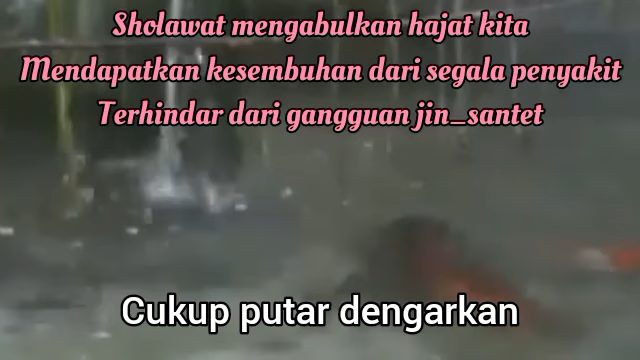 Sholawat mengabulkan hajat kita
Mendapatkan kesembuhan dari segala penyakit
Terhindar dari gangguan jin_santet
Cukup putar dengarkan